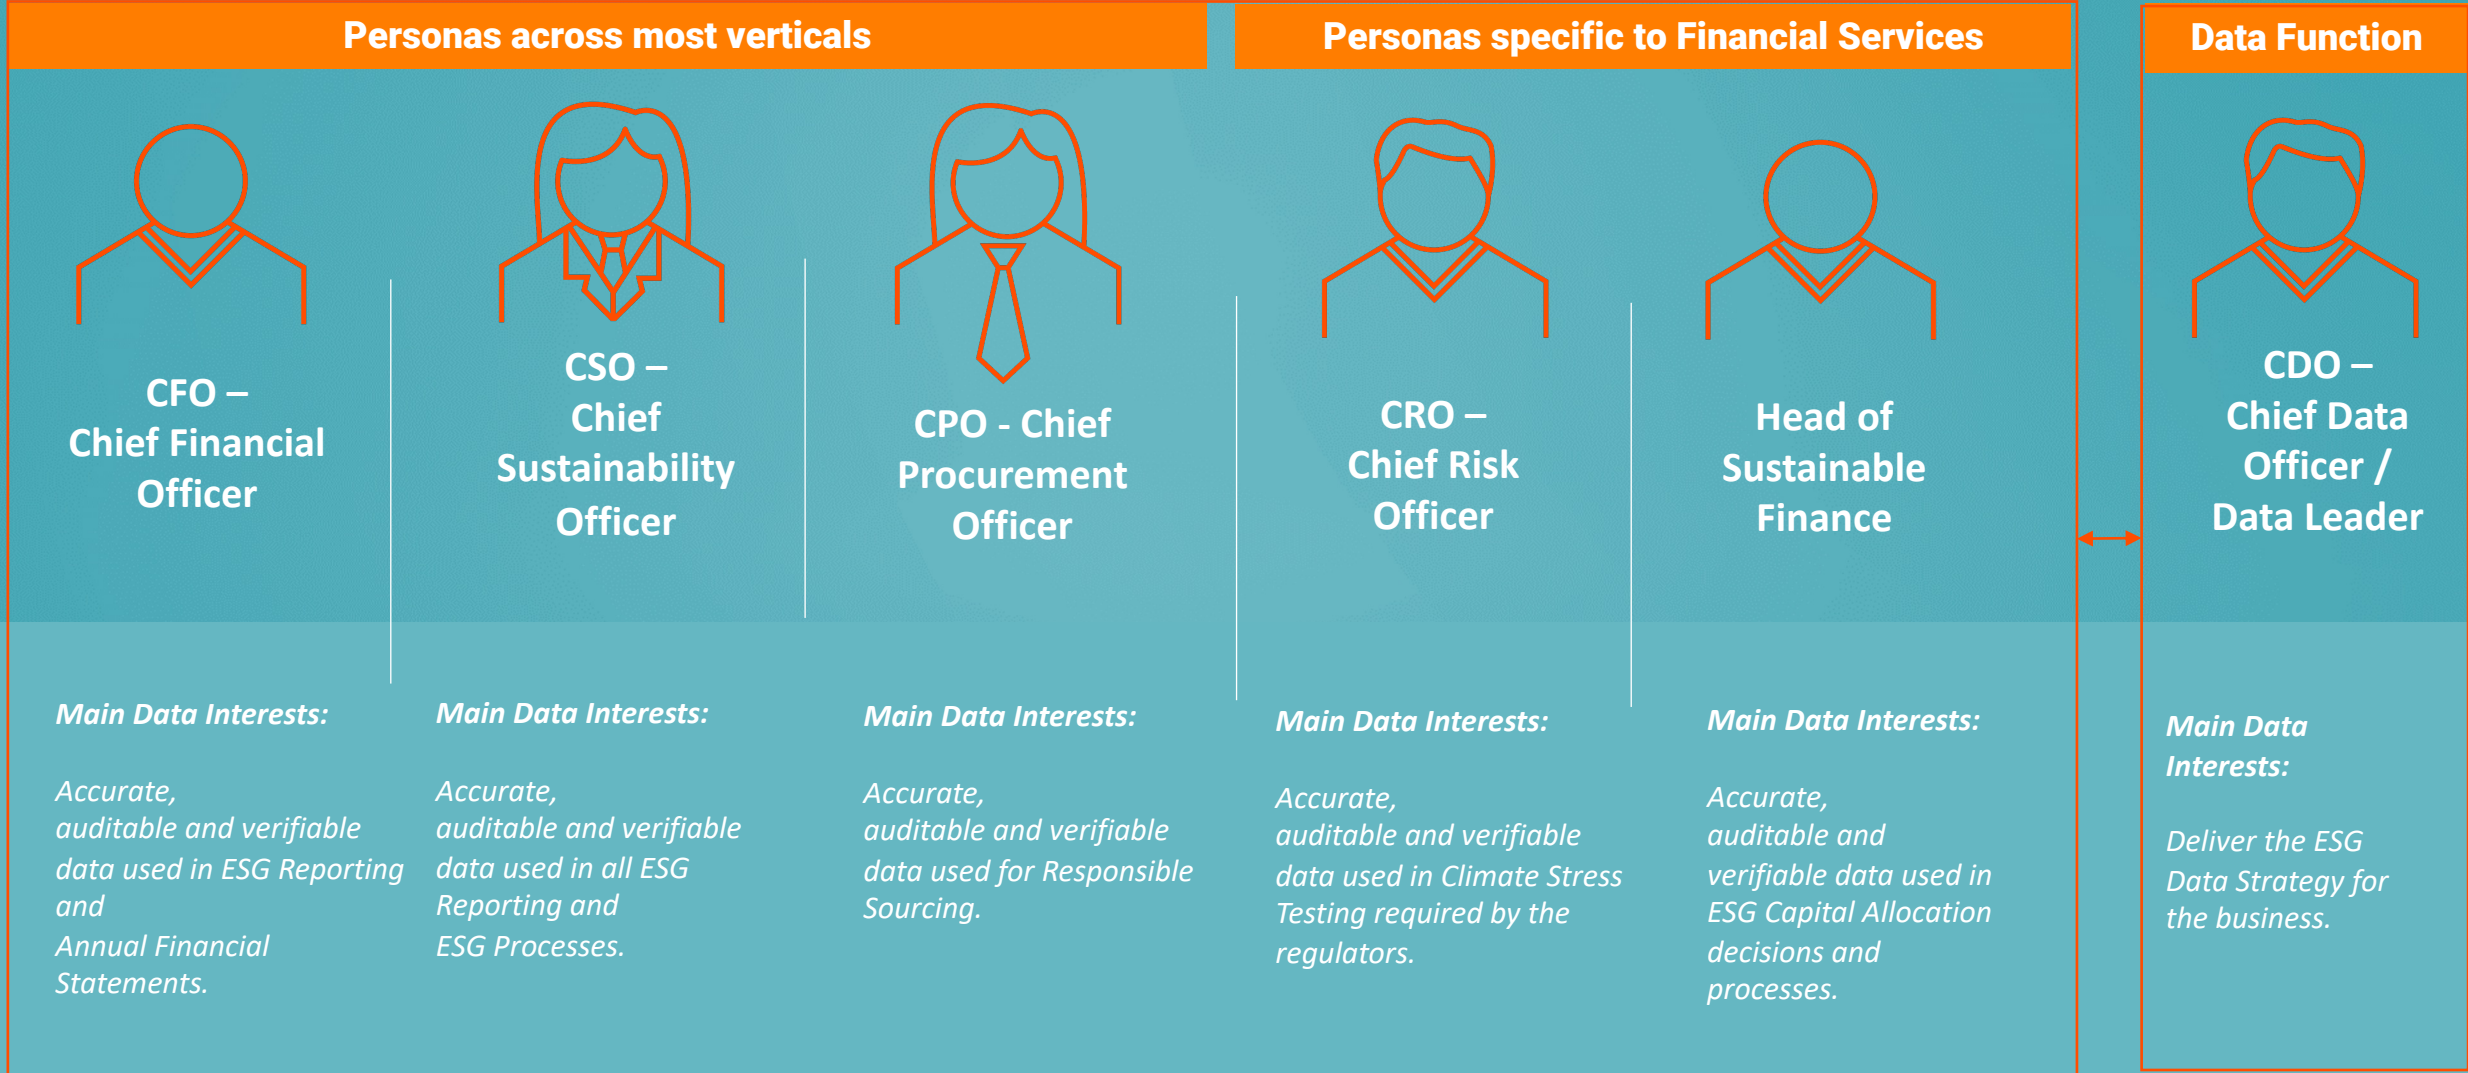 Personas across most verticals
Personas specific to Financial Services
Data Function
CFO –
Chief Financial
Officer
CSO –
Chief
Sustainability
Officer
CPO - Chief
Procurement
Officer
CRO –
Chief Risk
Officer
Head of
Sustainable
Finance
CDO –
Chief Data
Officer /
Data Leader
Main Data Interests:
Accurate,
auditable and verifiable
data used in ESG Reporting
and
Annual Financial
Statements.
Main Data Interests:
Accurate,
auditable and verifiable
data used in all ESG
Reporting and
ESG Processes.
Main Data Interests:
Accurate,
auditable and verifiable
data used for Responsible
Sourcing.
Main Data Interests:
Accurate,
auditable and verifiable
data used in Climate Stress
Testing required by the
regulators.
Main Data Interests:
Accurate,
auditable and
verifiable data used in
ESG Capital Allocation
decisions and
processes.
Main Data
Interests:
Deliver the ESG
Data Strategy for
the business.